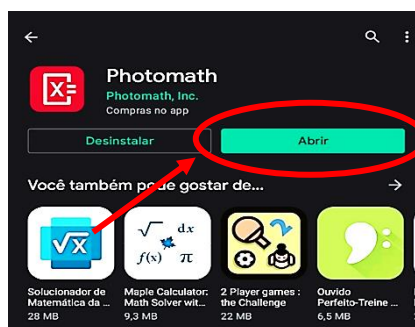 Photomath
Photomath, Inc.
Compras no app
Desinstalar
Abrir
Você também pode gostar de...
√x
√ dx
f(x) π
Solucionador de
Matemática da ...
28 MB
Maple Calculator:
Math Solver wit...
9,3 MB
2 Player games :
the Challenge
22 MB
Ouvido
Perfeito-Treine ...
6,5 MB